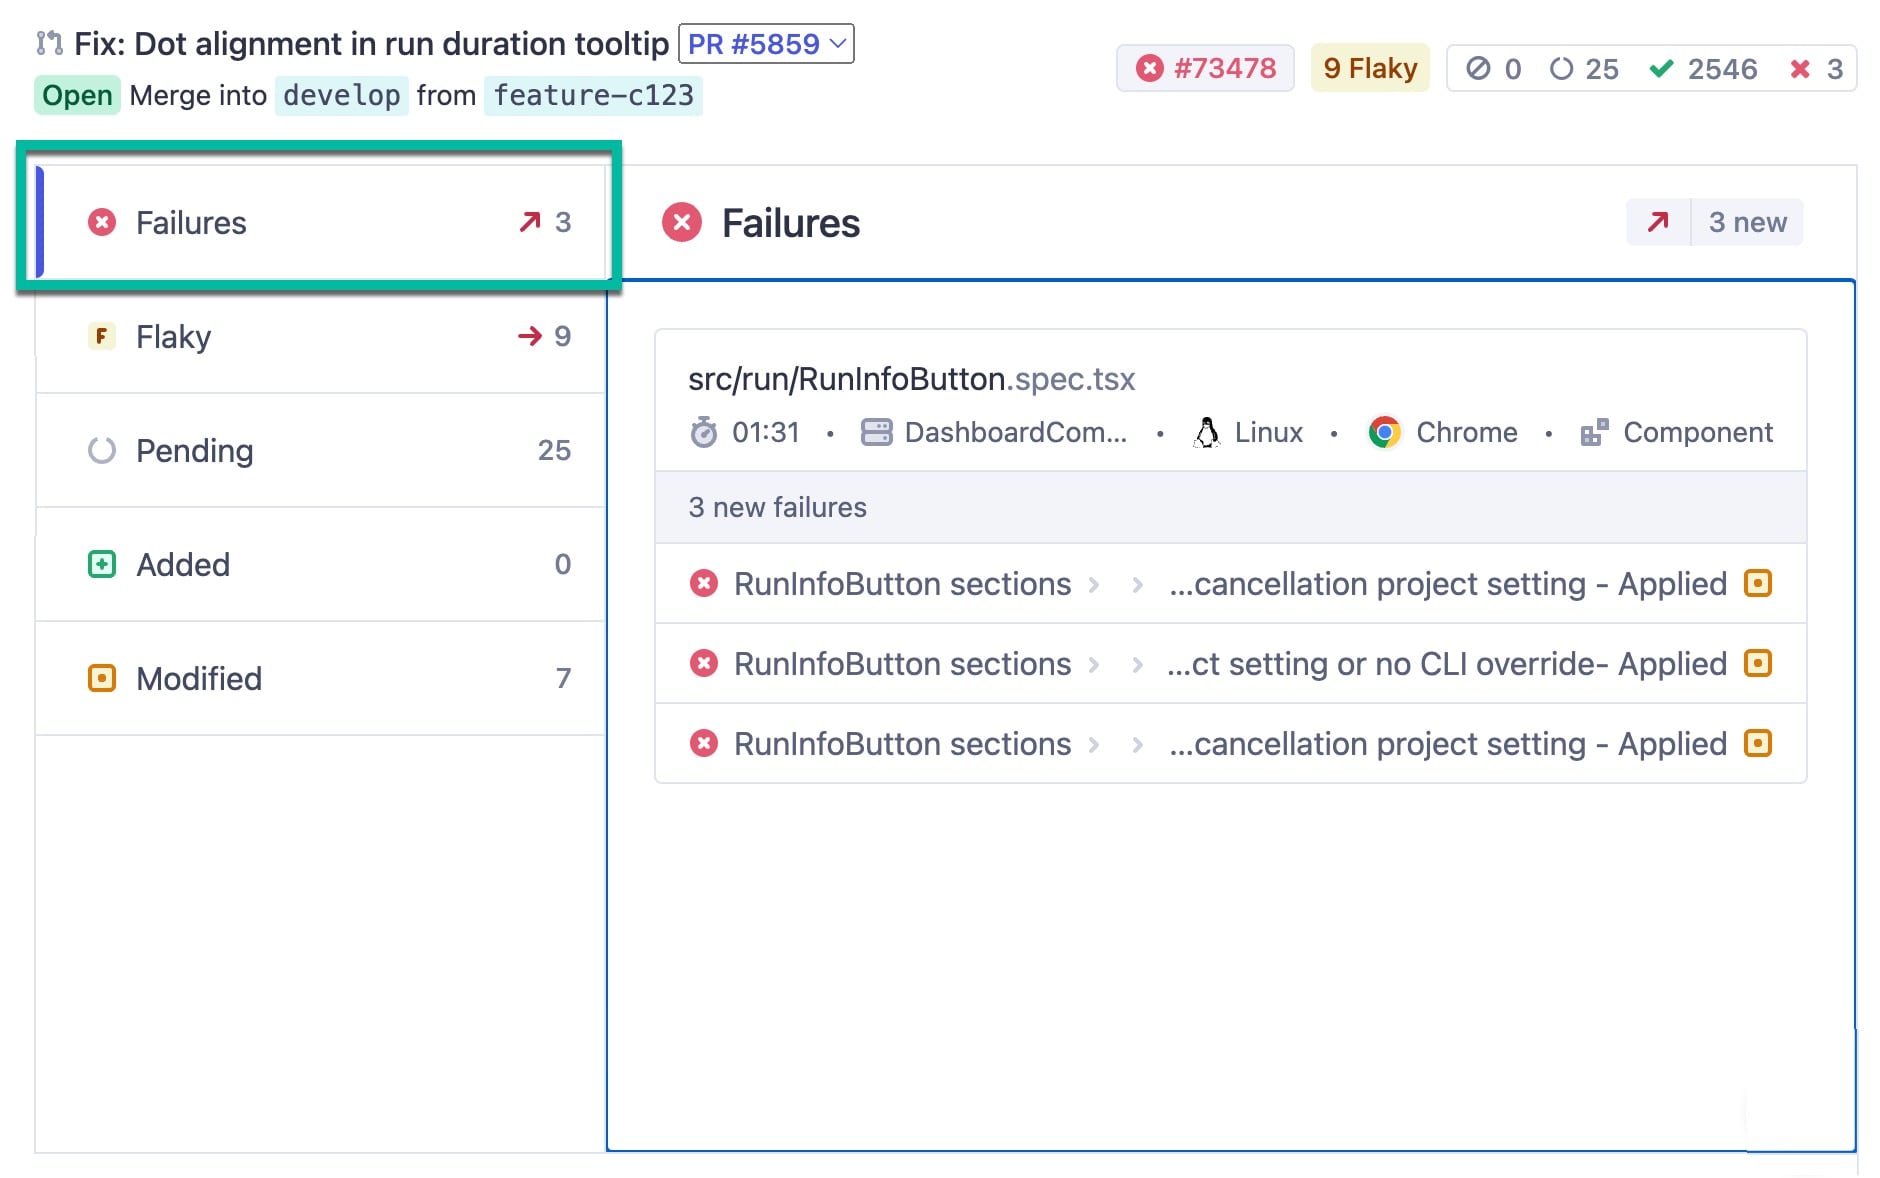 Fix: Dot alignment in run duration tooltip PR #5859
Open Merge into develop from feature-c123
#73478 9 Flaky 0 25 2546 3
Failures 3
F Flaky 9
Pending 25
Added 0
Modified 7
Failures 3 new
src/run/RunInfoButton.spec.tsx
01:31 • DashboardCom... • Linux • Chrome • Component
3 new failures
RunInfoButton sections > > ...cancellation project setting - Applied
RunInfoButton sections > > ...ct setting or no CLI override- Applied
RunInfoButton sections > > ...cancellation project setting - Applied